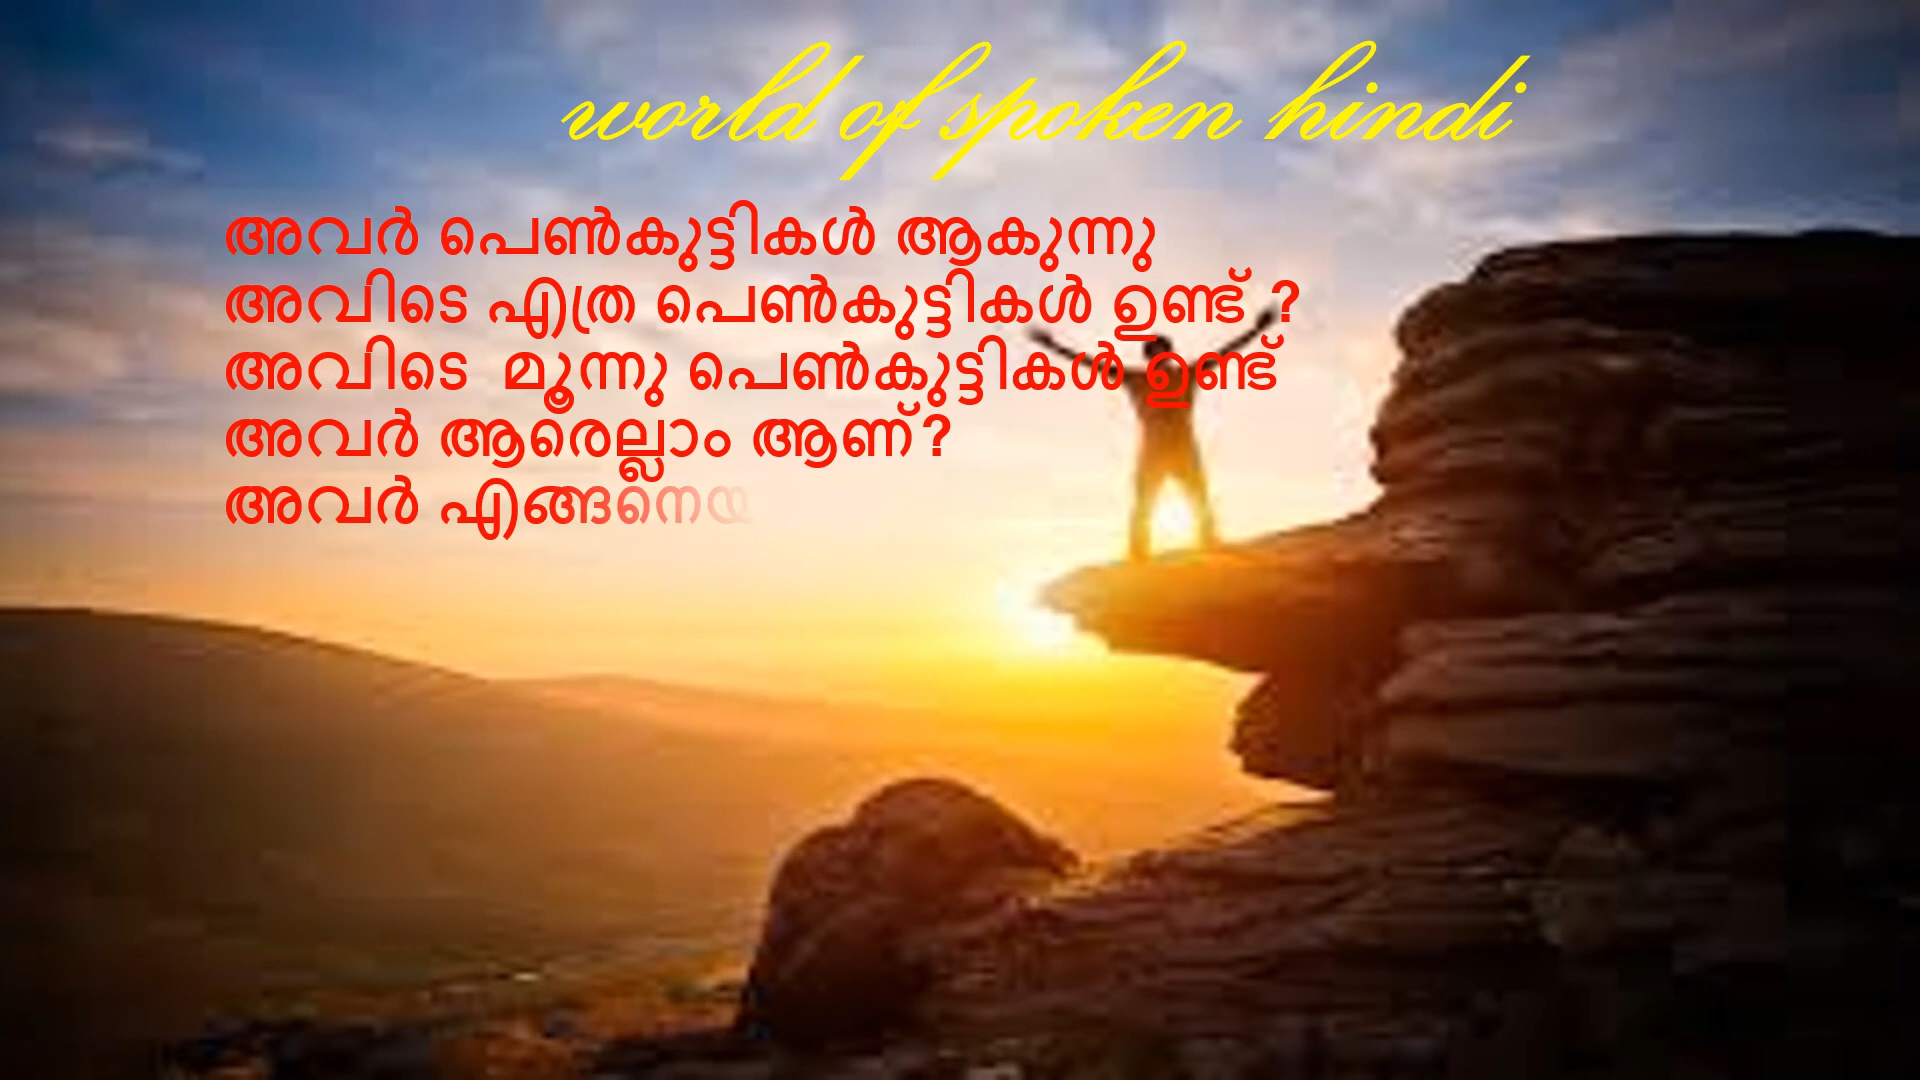 world of spoken hindi
അവർ പെൺകുട്ടികൾ ആകുന്നു
അവിടെ എത്ര പെൺകുട്ടികൾ ഉണ്ട് ?
അവിടെ മൂന്നു പെൺകുട്ടികൾ ഉണ്ട്
അവർ ആരെല്ലാം ആണ്?
അവർ